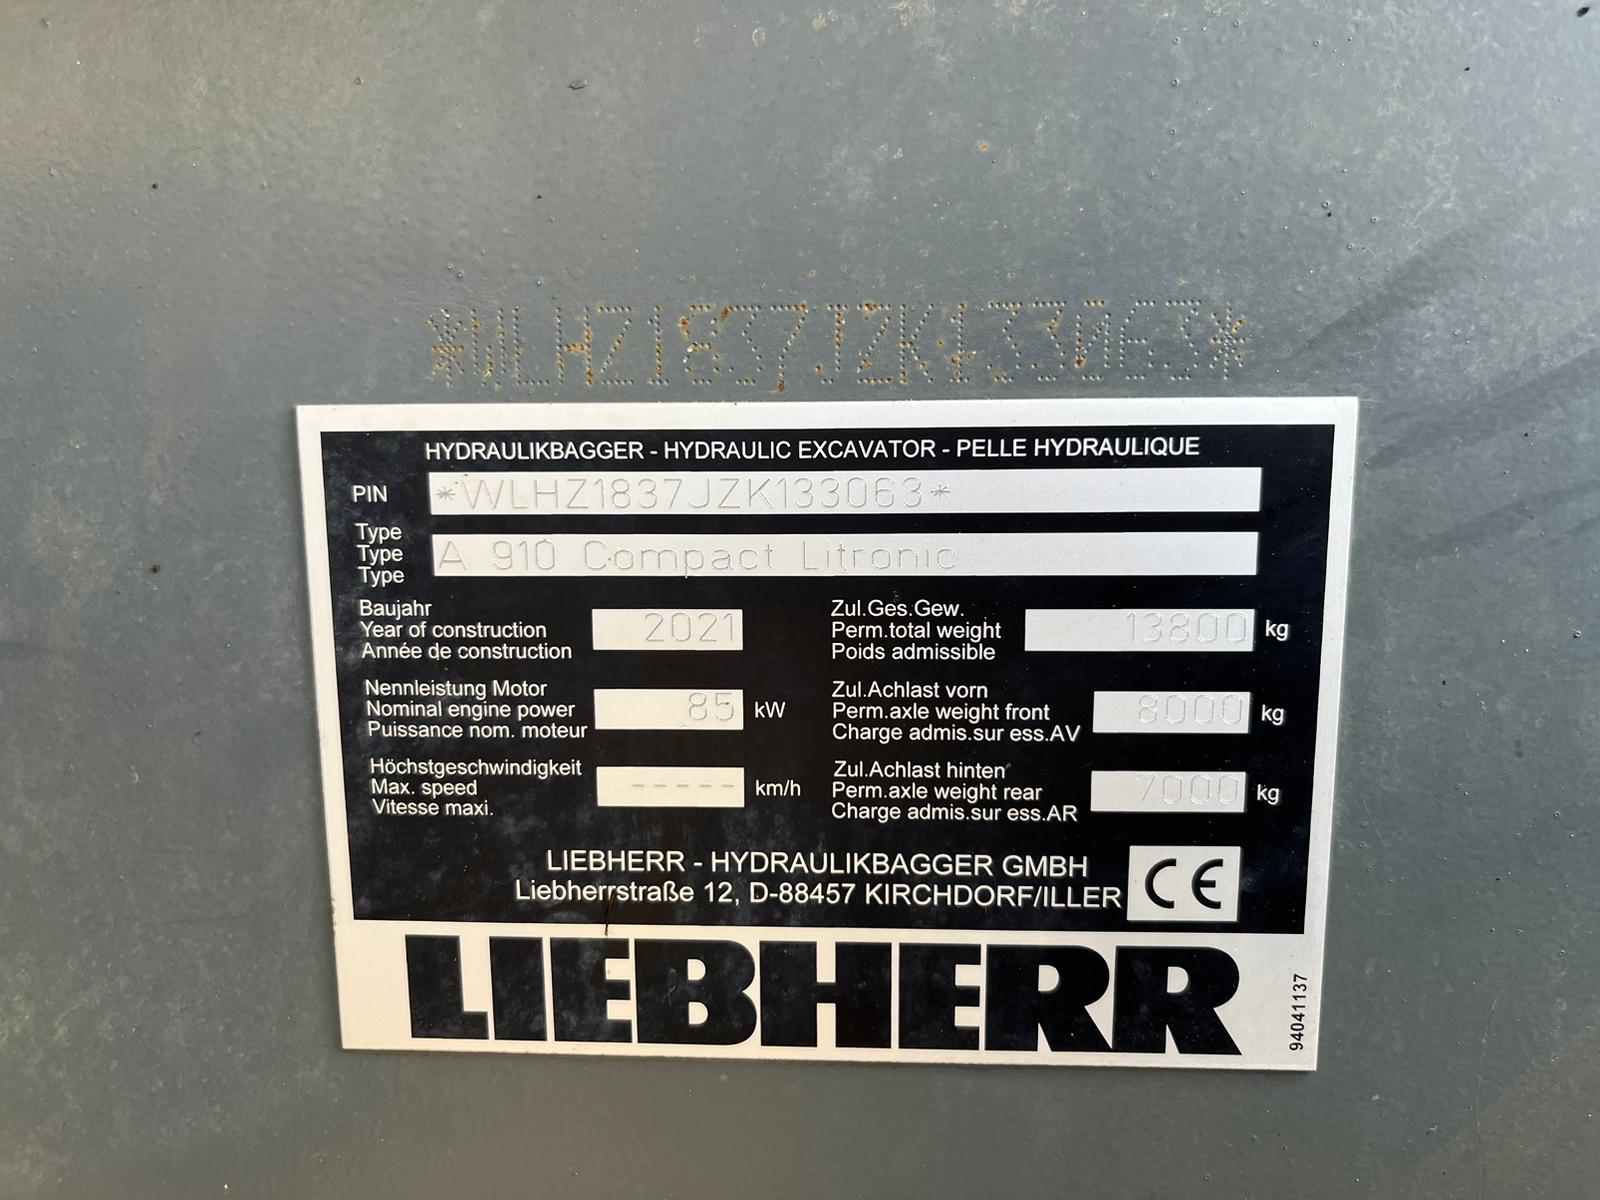 *WLHZ1837JZK133063*
HYDRAULIKBAGGER - HYDRAULIC EXCAVATOR - PELLE HYDRAULIQUE
PIN *WLHZ1837JZK133063*
Type
Type A 910 Compact Litronic
Type
Baujahr
Year of construction 2021
Année de construction
Zul.Ges.Gew.
Perm.total weight 13800 kg
Poids admissible
Nennleistung Motor
Nominal engine power 85 kW
Puissance nom. moteur
Zul.Achlast vorn
Perm.axle weight front 8000 kg
Charge admis.sur ess.AV
Höchstgeschwindigkeit
Max. speed ----- km/h
Vitesse maxi.
Zul.Achlast hinten
Perm.axle weight rear 7000 kg
Charge admis.sur ess.AR
LIEBHERR - HYDRAULIKBAGGER GMBH
Liebherrstraße 12, D-88457 KIRCHDORF/ILLER
CE
LIEBHERR
94041137